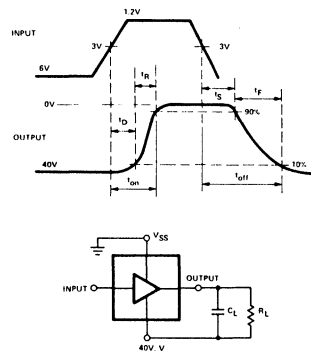 1.2V
INPUT
3V
3V
6V
tR
tS
tF
0V
90%
tD
OUTPUT
10%
40V
ton
toff
VSS
INPUT
OUTPUT
CL
RL
40V. V